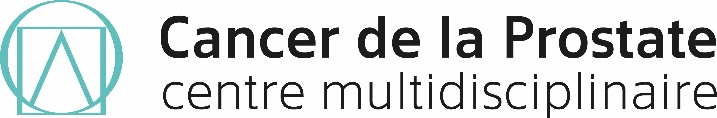 Cancer de la Prostate
centre multidisciplinaire